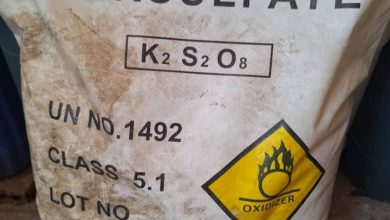 K2 S2 O8
UN NO.1492
CLASS 5.1
LOT NO
OXIDIZER